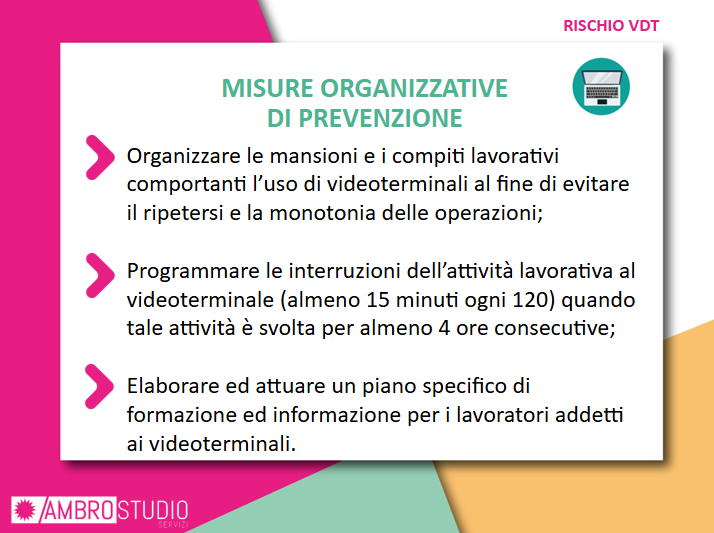 RISCHIO VDT
MISURE ORGANIZZATIVE
DI PREVENZIONE
Organizzare le mansioni e i compiti lavorativi
comportanti l'uso di videoterminali al fine di evitare
il ripetersi e la monotonia delle operazioni;
Programmare le interruzioni dell'attività lavorativa al
videoterminale (almeno 15 minuti ogni 120) quando
tale attività è svolta per almeno 4 ore consecutive;
Elaborare ed attuare un piano specifico di
formazione ed informazione per i lavoratori addetti
ai videoterminali.
AMBROSTUDIO
SERVIZI